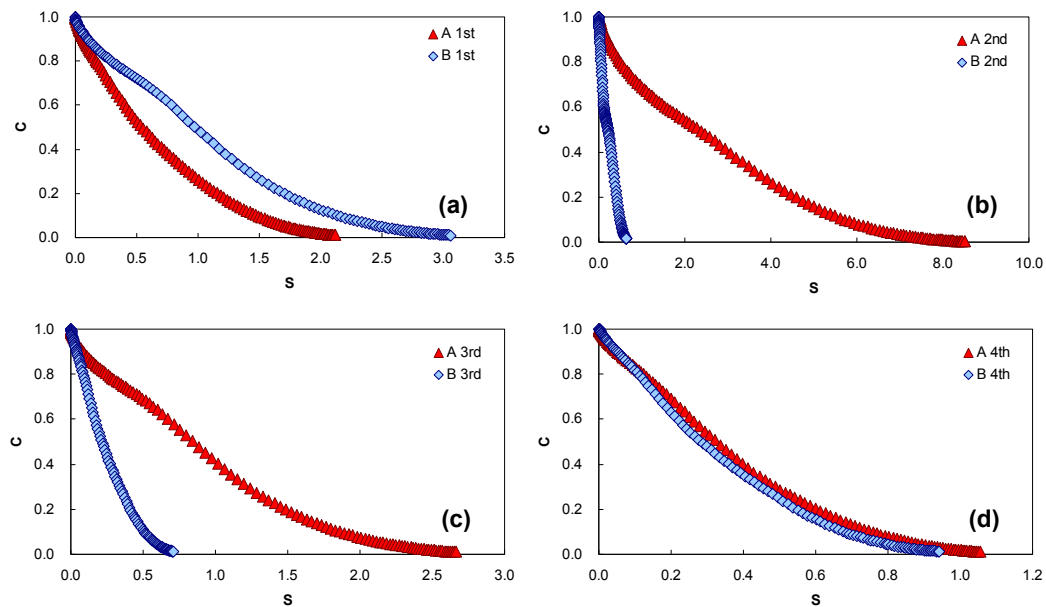 1.0
0.8
0.6
0.4
0.2
0.0
C
0.0 0.5 1.0 1.5 2.0 2.5 3.0 3.5
S
A 1st
B 1st
(a)
1.0
0.8
0.6
0.4
0.2
0.0
C
0.0 2.0 4.0 6.0 8.0 10.0
S
A 2nd
B 2nd
(b)
1.0
0.8
0.6
0.4
0.2
0.0
C
0.0 0.5 1.0 1.5 2.0 2.5 3.0
S
A 3rd
B 3rd
(c)
1.0
0.8
0.6
0.4
0.2
0.0
C
0.0 0.2 0.4 0.6 0.8 1.0 1.2
S
A 4th
B 4th
(d)